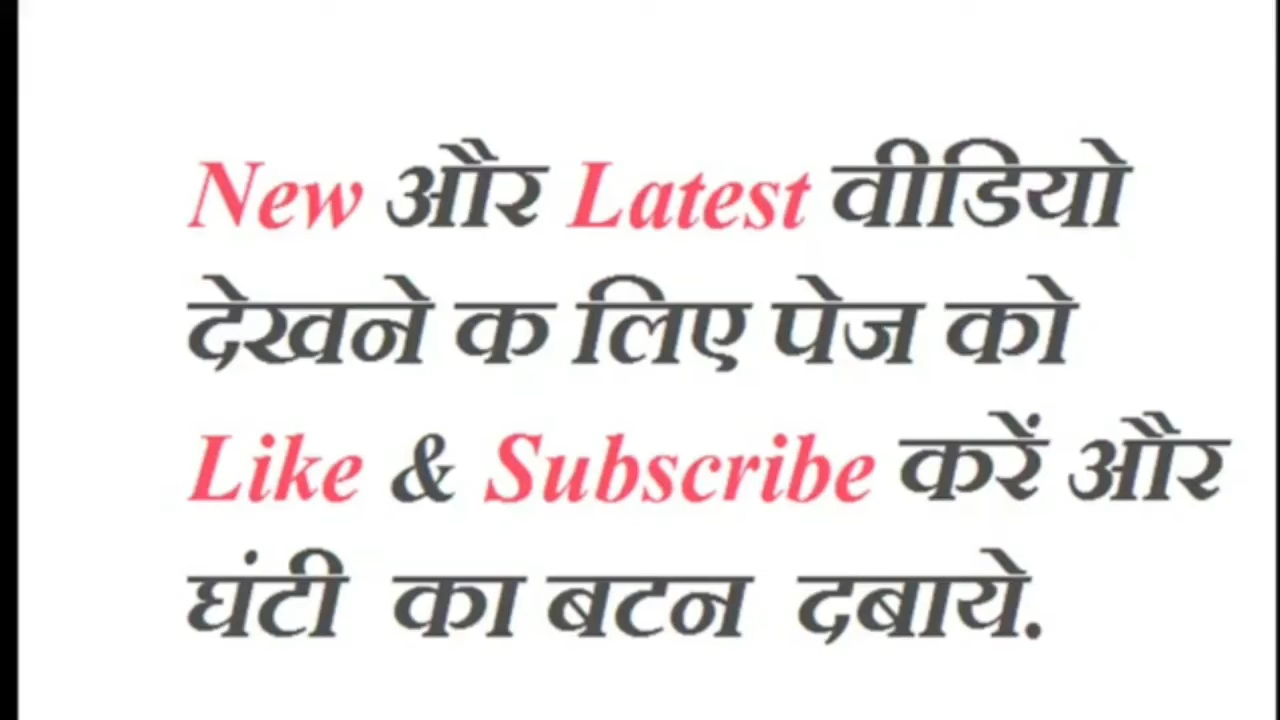 New और Latest वीडियो
देखने क लिए पेज को
Like & Subscribe करें और
घंटी का बटन दबाये.